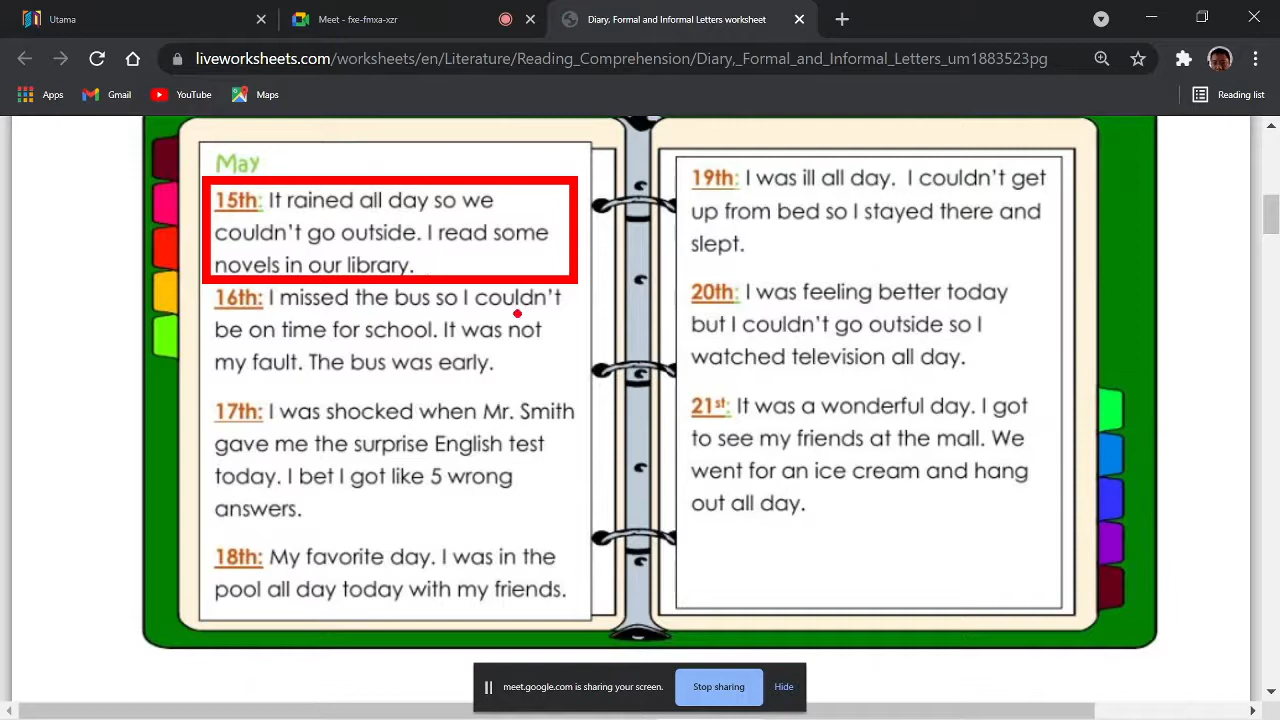 Utama
Meet - fxe-fmxa-xzr
Diary, Formal and Informal Letters worksheet
liveworksheets.com/worksheets/en/Literature/Reading_Comprehension/Diary,_Formal_and_Informal_Letters_um1883523pg
Apps
Gmail
YouTube
Maps
Reading list
May
15th: It rained all day so we
couldn't go outside. I read some
novels in our library.
16th: I missed the bus so I couldn't
be on time for school. It was not
my fault. The bus was early.
17th: I was shocked when Mr. Smith
gave me the surprise English test
today. I bet I got like 5 wrong
answers.
18th: My favorite day. I was in the
pool all day today with my friends.
19th: I was ill all day. I couldn't get
up from bed so I stayed there and
slept.
20th: I was feeling better today
but I couldn't go outside so I
watched television all day.
21st: It was a wonderful day. I got
to see my friends at the mall. We
went for an ice cream and hang
out all day.
meet.google.com is sharing your screen.
Stop sharing
Hide